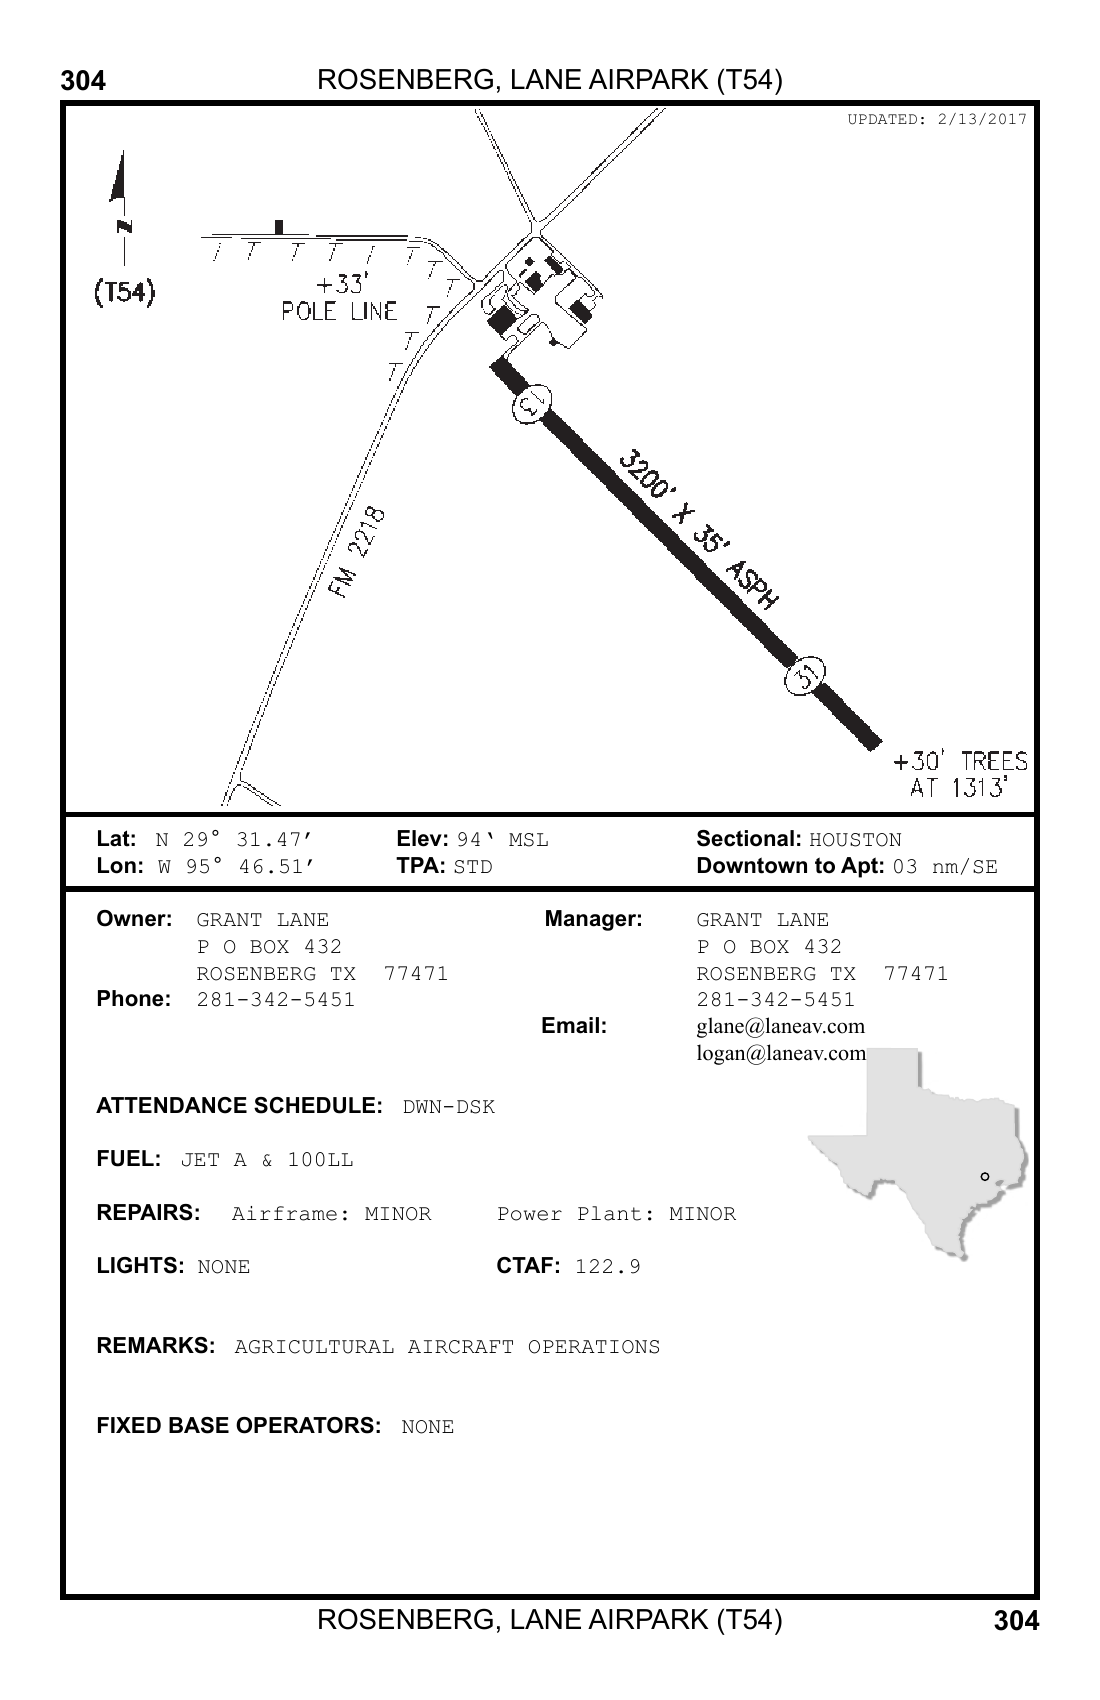 304 ROSENBERG, LANE AIRPARK (T54)
UPDATED: 2/13/2017
N
(T54)
+33'
POLE LINE
13
3200' X 35' ASPH
FM 2218
31
+30' TREES
AT 1313'
Lat: N 29° 31.47′ Elev: 94‛ MSL Sectional: HOUSTON
Lon: W 95° 46.51′ TPA: STD Downtown to Apt: 03 nm/SE
Owner: GRANT LANE Manager: GRANT LANE
P O BOX 432 P O BOX 432
ROSENBERG TX 77471 ROSENBERG TX 77471
Phone: 281-342-5451 281-342-5451
Email: glane@laneav.com
logan@laneav.com
ATTENDANCE SCHEDULE: DWN-DSK
FUEL: JET A & 100LL
REPAIRS: Airframe: MINOR Power Plant: MINOR
LIGHTS: NONE CTAF: 122.9
REMARKS: AGRICULTURAL AIRCRAFT OPERATIONS
FIXED BASE OPERATORS: NONE
ROSENBERG, LANE AIRPARK (T54) 304